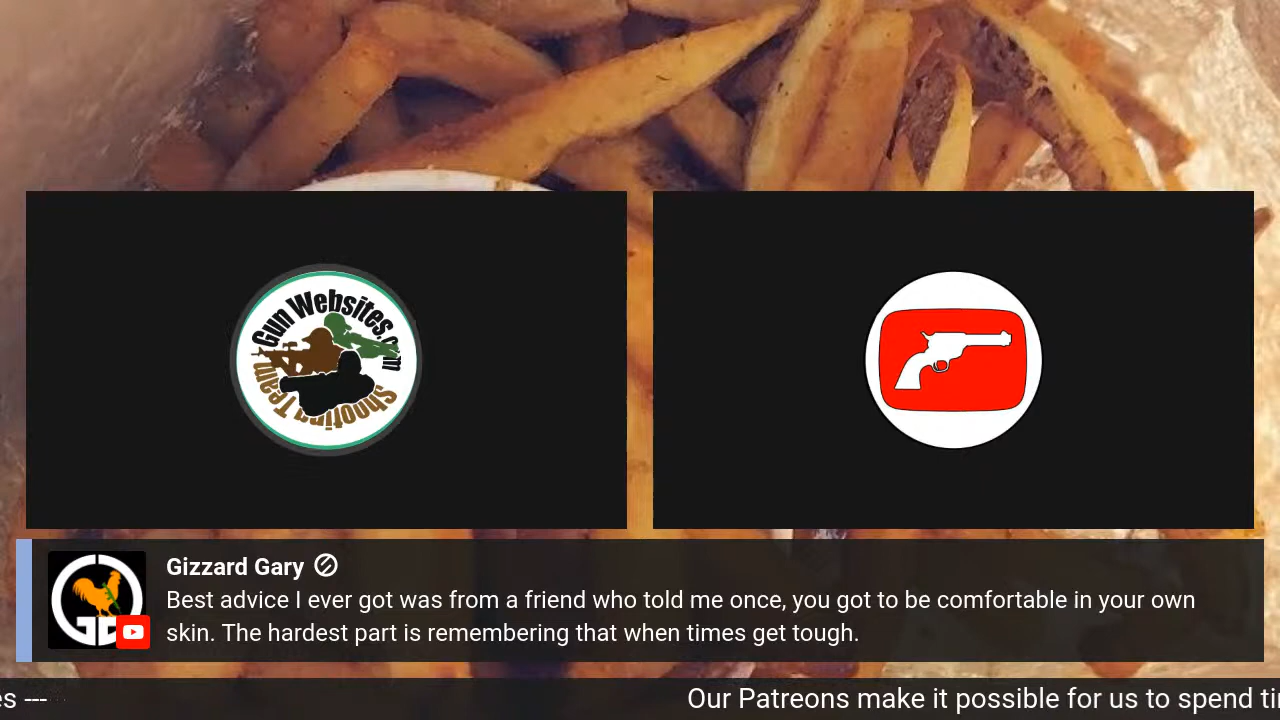 Gun Websites.com
Shooting Team
Gizzard Gary
Best advice I ever got was from a friend who told me once, you got to be comfortable in your own
skin. The hardest part is remembering that when times get tough.
es ---
Our Patreons make it possible for us to spend ti